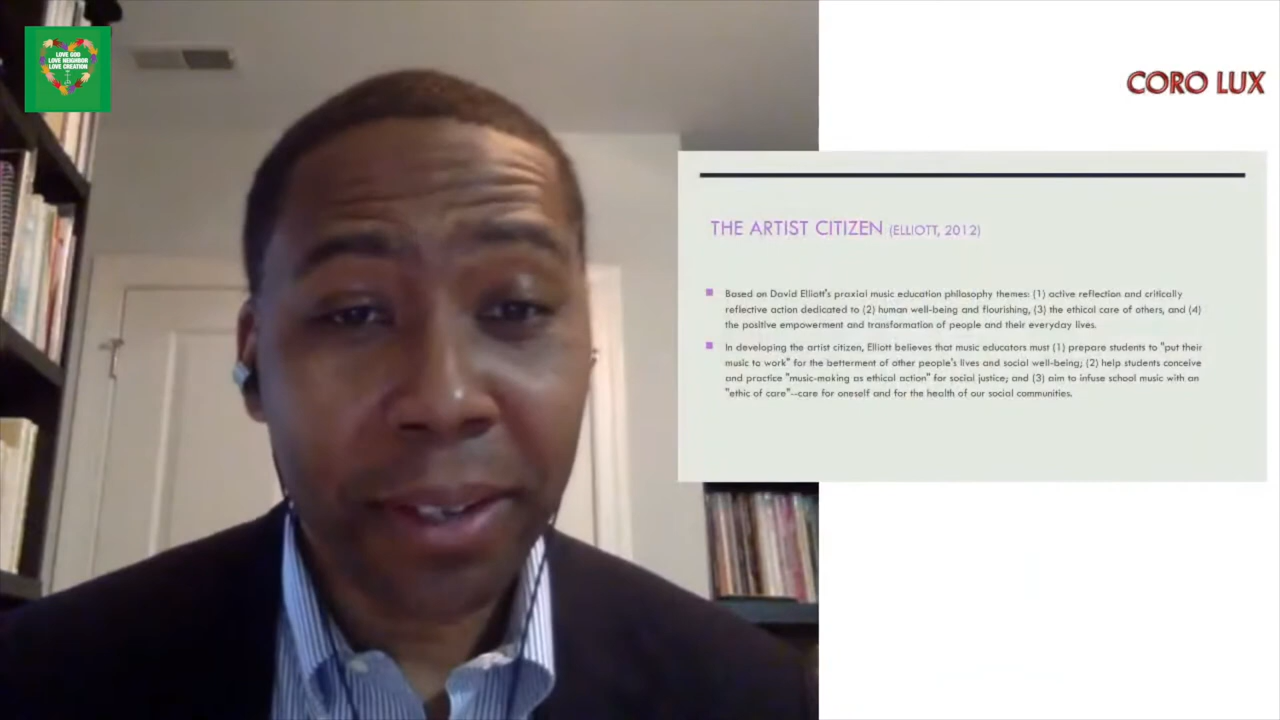 LOVE GOD
LOVE NEIGHBOR
LOVE CREATION
CORO LUX
THE ARTIST CITIZEN (ELLIOTT, 2012)
Based on David Elliott's praxial music education philosophy themes: (1) active reflection and critically
reflective action dedicated to (2) human well-being and flourishing, (3) the ethical care of others, and (4)
the positive empowerment and transformation of people and their everyday lives.
In developing the artist citizen, Elliott believes that music educators must (1) prepare students to "put their
music to work" for the betterment of other people's lives and social well-being; (2) help students conceive
and practice "music-making as ethical action" for social justice; and (3) aim to infuse school music with an
"ethic of care"--care for oneself and for the health of our social communities.